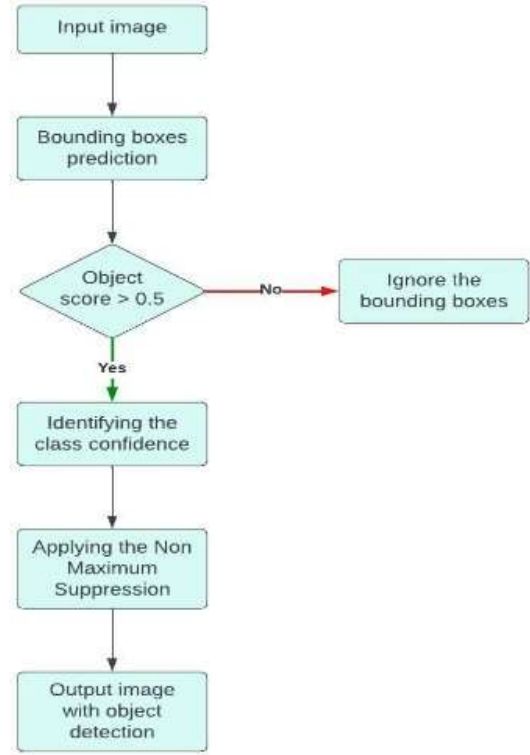 Input image
Bounding boxes
prediction
Object
score > 0.5
No
Ignore the
bounding boxes
Yes
Identifying the
class confidence
Applying the Non
Maximum
Suppression
Output image
with object
detection